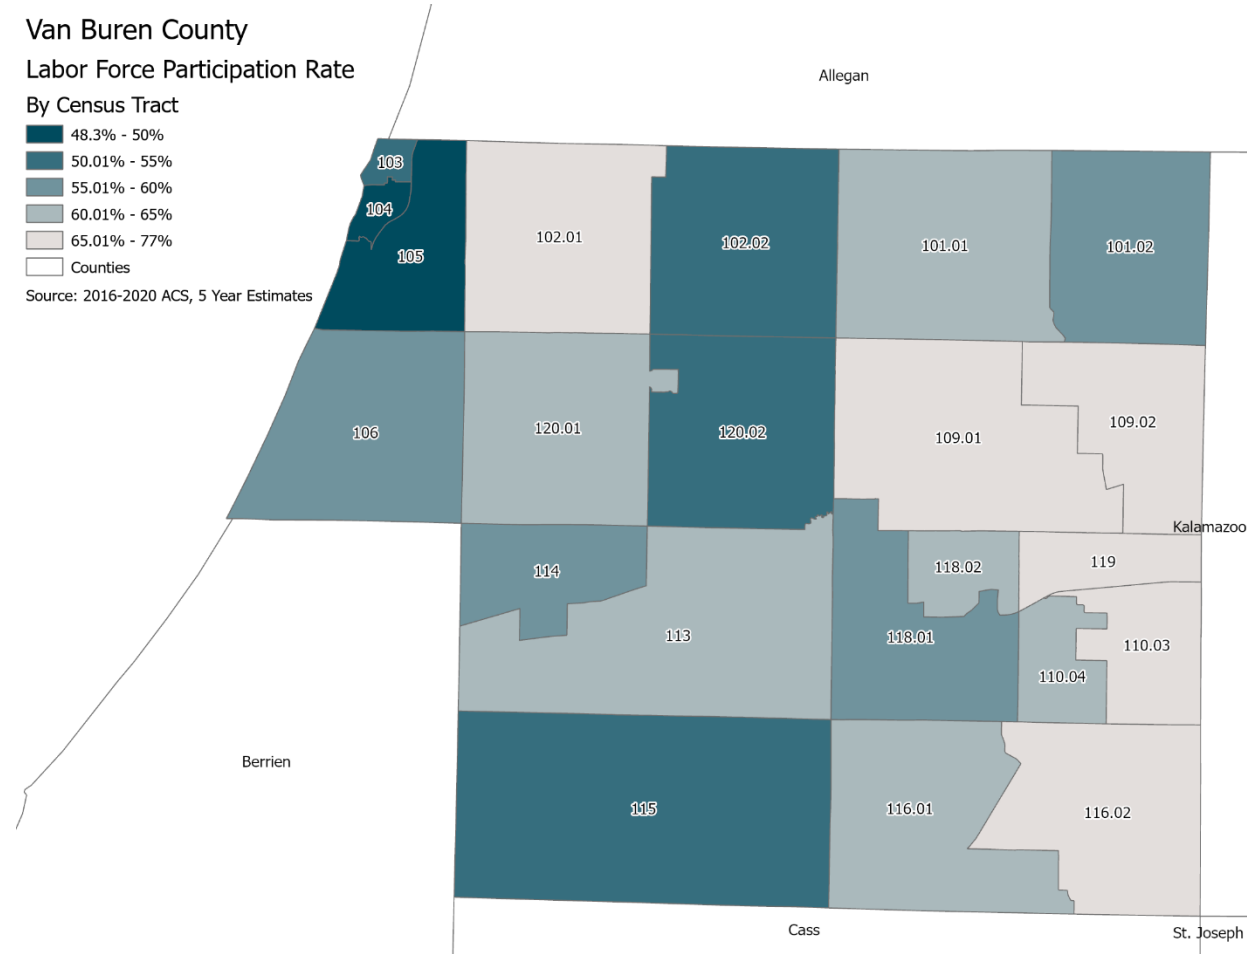 Van Buren County
Labor Force Participation Rate
By Census Tract
48.3% - 50%
50.01% - 55%
55.01% - 60%
60.01% - 65%
65.01% - 77%
Counties
Source: 2016-2020 ACS, 5 Year Estimates
Allegan
103
104
105
102.01
102.02
101.01
101.02
106
120.01
120.02
109.01
109.02
Kalamazoo
114
113
118.02
119
118.01
110.03
110.04
Berrien
115
116.01
116.02
Cass
St. Joseph